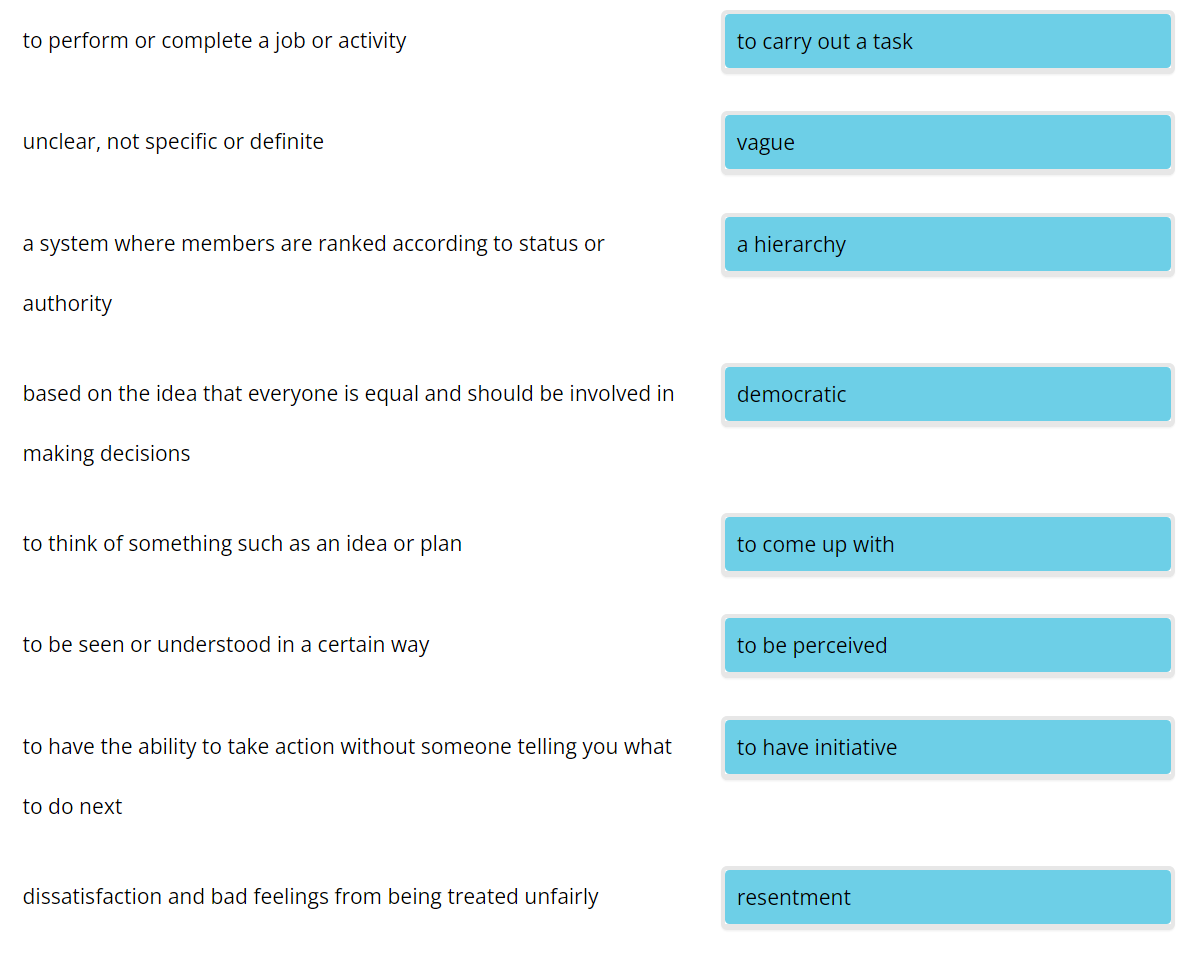 to perform or complete a job or activity
to carry out a task
unclear, not specific or definite
vague
a system where members are ranked according to status or
authority
a hierarchy
based on the idea that everyone is equal and should be involved in
making decisions
democratic
to think of something such as an idea or plan
to come up with
to be seen or understood in a certain way
to be perceived
to have the ability to take action without someone telling you what
to do next
to have initiative
dissatisfaction and bad feelings from being treated unfairly
resentment